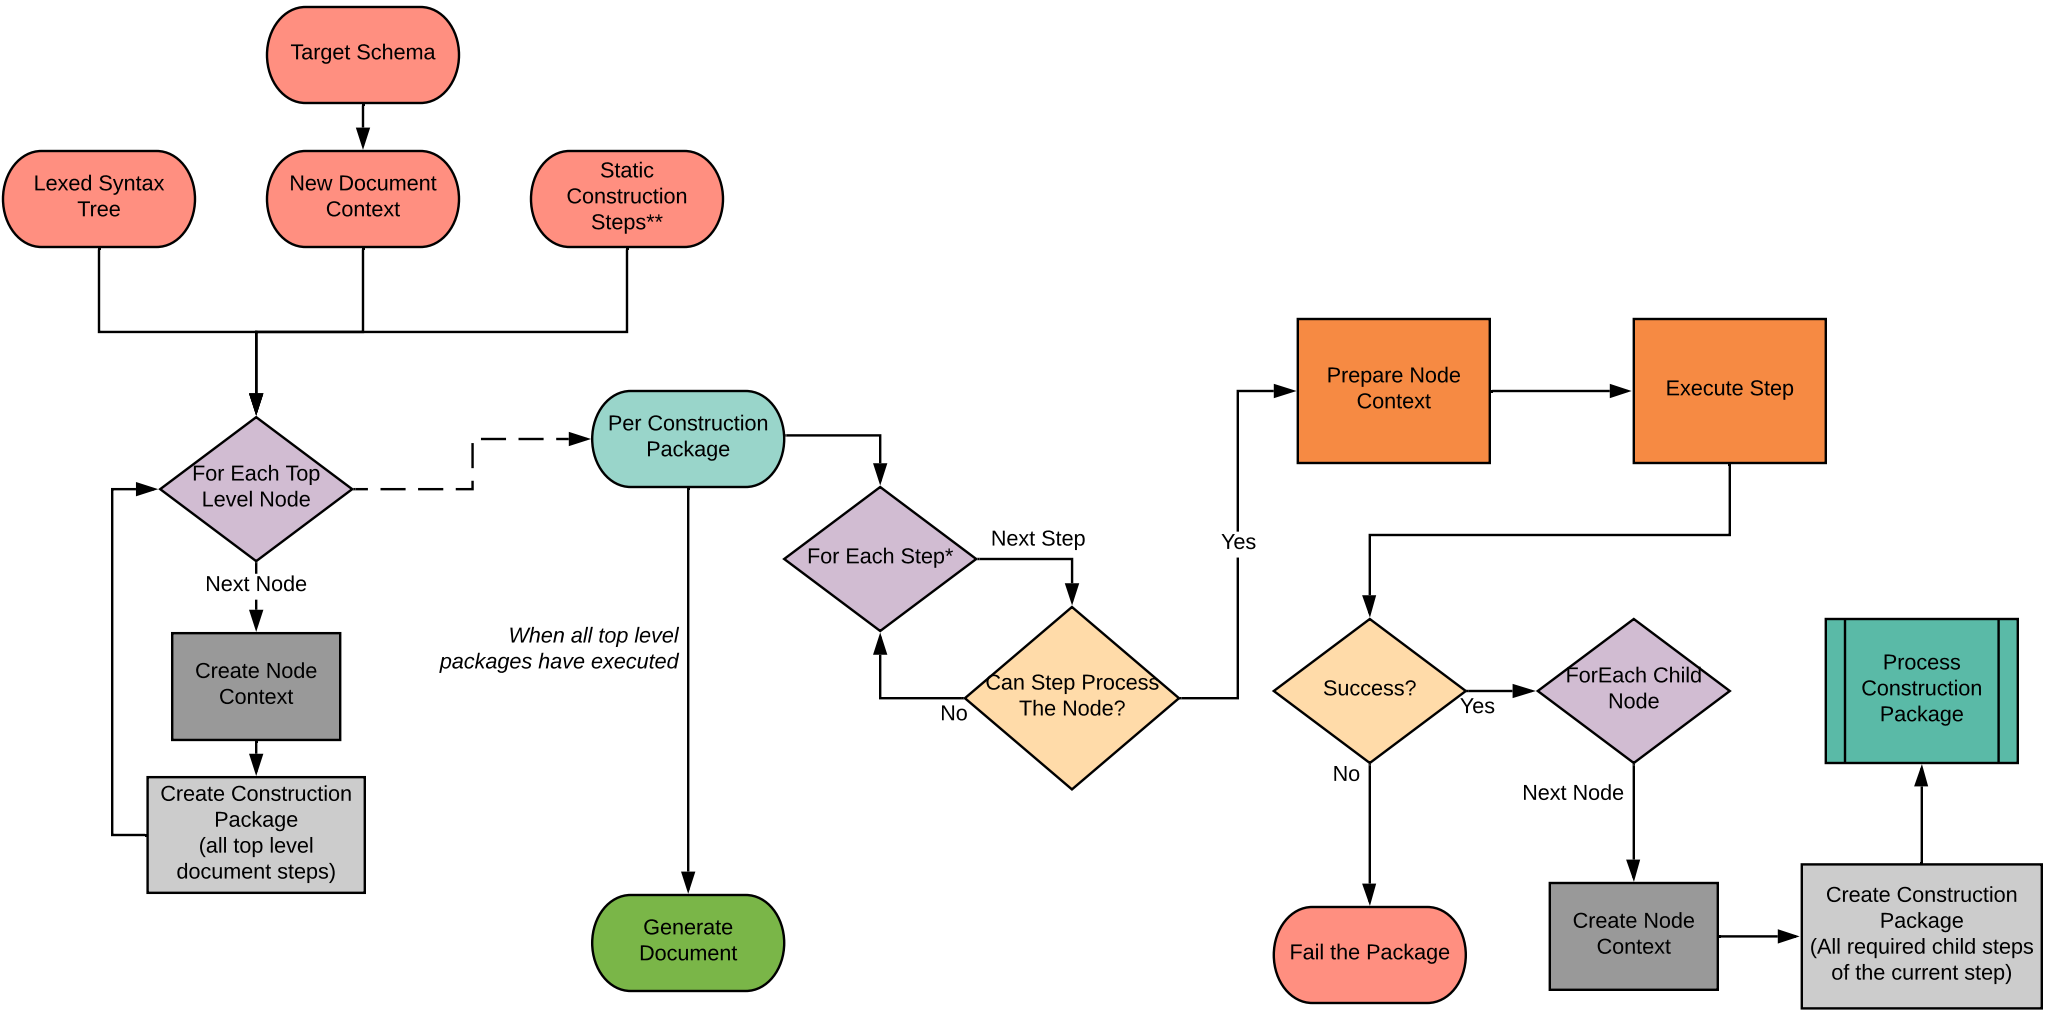 Target Schema
Lexed Syntax
Tree
New Document
Context
Static
Construction
Steps**
For Each Top
Level Node
Next Node
Create Node
Context
Create Construction
Package
(all top level
document steps)
Per Construction
Package
When all top level
packages have executed
Generate
Document
For Each Step*
Next Step
Can Step Process
The Node?
No
Yes
Prepare Node
Context
Execute Step
Success?
Yes
No
Fail the Package
ForEach Child
Node
Next Node
Create Node
Context
Create Construction
Package
(All required child steps
of the current step)
Process
Construction
Package